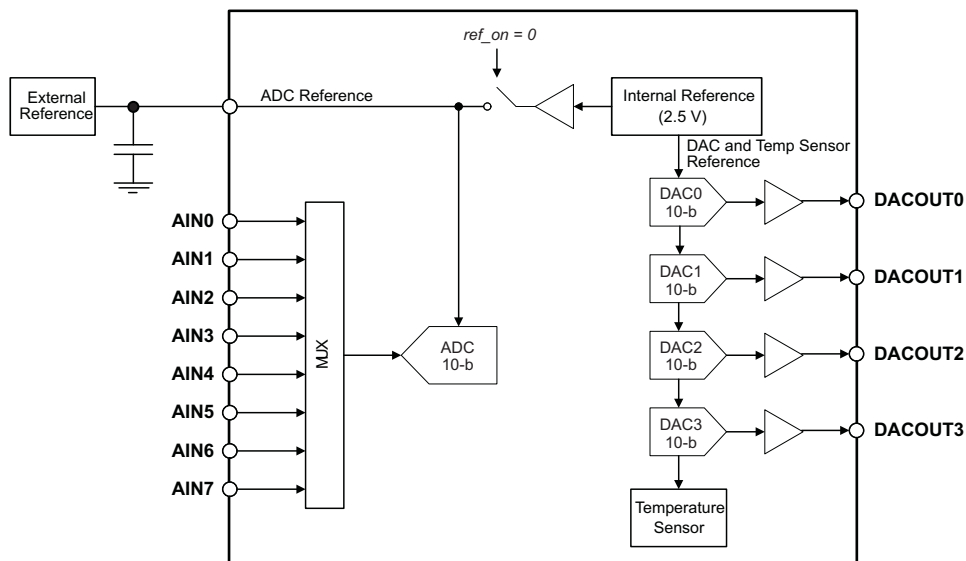 ref_on = 0
External
Reference
ADC Reference
Internal Reference
(2.5 V)
DAC and Temp Sensor
Reference
DAC0
10-b
DACOUT0
AIN0
AIN1
DAC1
10-b
DACOUT1
AIN2
AIN3
MUX
ADC
10-b
DAC2
10-b
DACOUT2
AIN4
AIN5
DAC3
10-b
DACOUT3
AIN6
AIN7
Temperature
Sensor